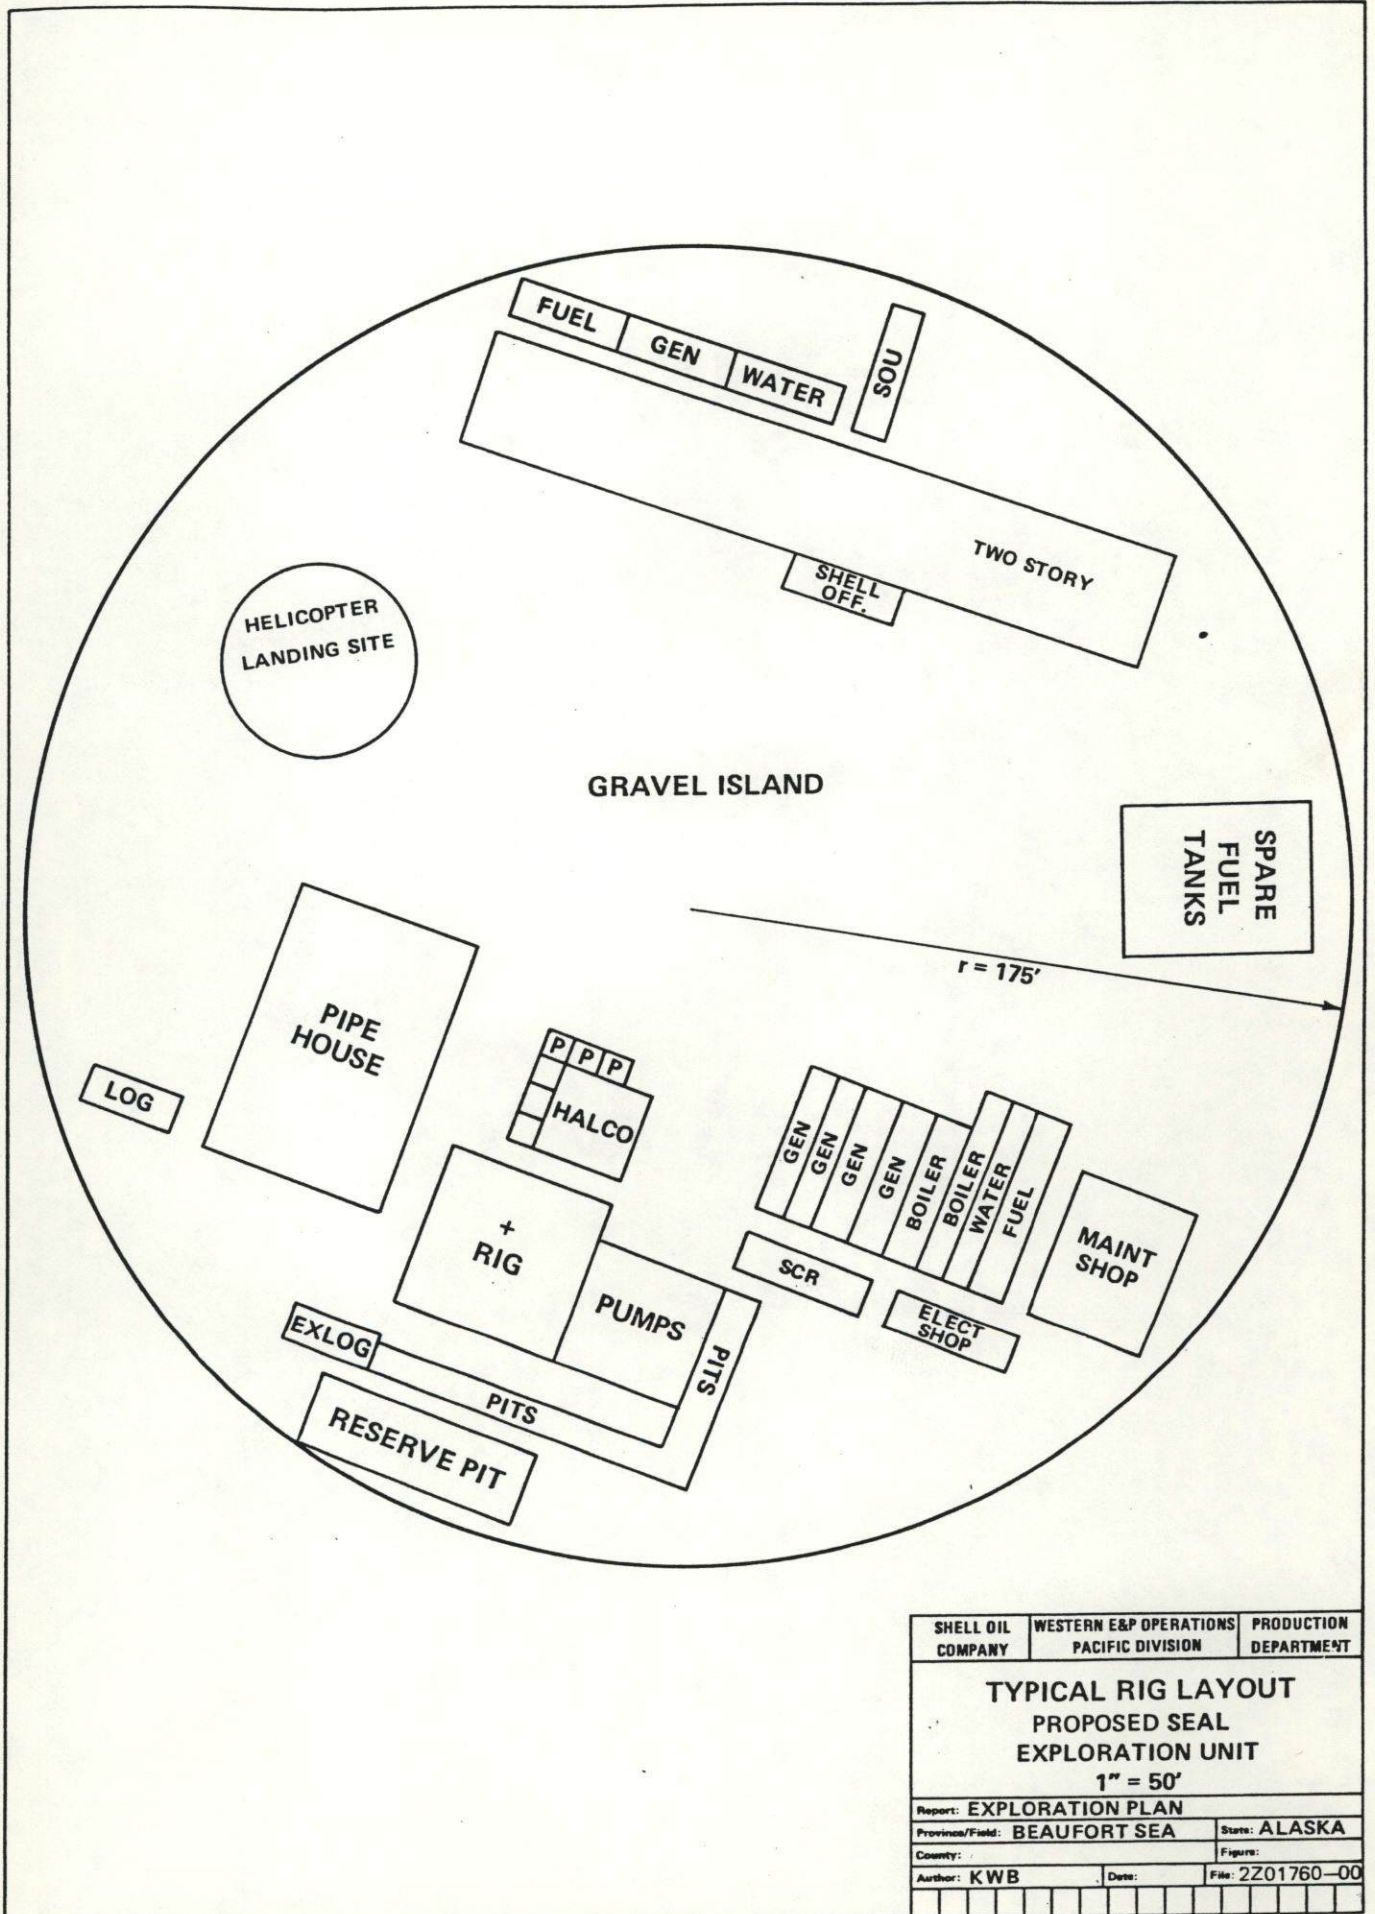 FUEL
GEN
WATER
SOU
TWO STORY
SHELL
OFF.
HELICOPTER
LANDING SITE
GRAVEL ISLAND
SPARE
FUEL
TANKS
r = 175'
PIPE
HOUSE
LOG
P P P
HALCO
GEN
GEN
GEN
GEN
BOILER
BOILER
WATER
FUEL
MAINT
SHOP
+
RIG
SCR
PUMPS
ELECT
SHOP
EXLOG
PITS
PITS
RESERVE PIT
SHELL OIL
COMPANY
WESTERN E&P OPERATIONS
PACIFIC DIVISION
PRODUCTION
DEPARTMENT
TYPICAL RIG LAYOUT
PROPOSED SEAL
EXPLORATION UNIT
1" = 50'
Report: EXPLORATION PLAN
Province/Field: BEAUFORT SEA
State: ALASKA
County:
Figure:
Author: KWB
Date:
File: 2Z01760-00